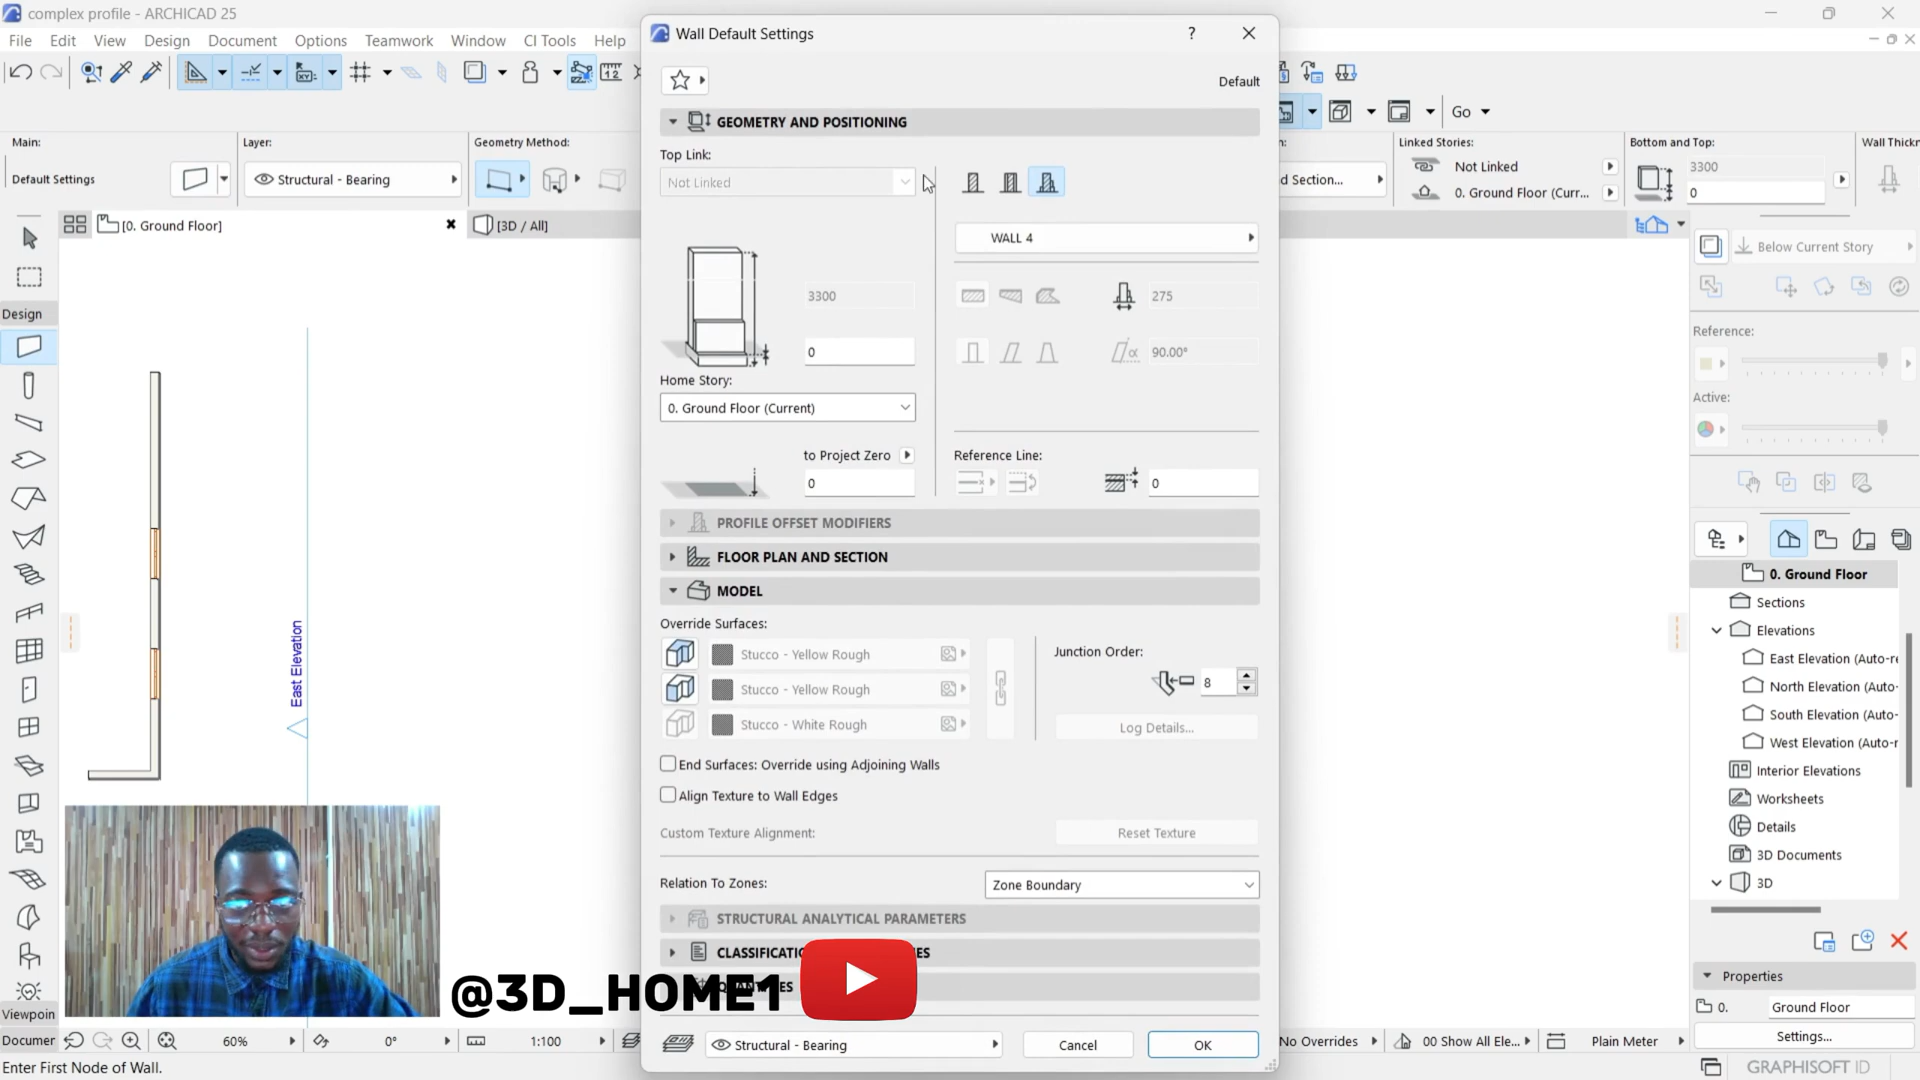 complex profile - ARCHICAD 25
File Edit View Design Document Options Teamwork Window CI Tools Help
Wall Default Settings
?
Default
Go
Main:
Layer:
Geometry Method:
Default Settings
Structural - Bearing
d Section...
Linked Stories:
Not Linked
0. Ground Floor (Curr...
Bottom and Top:
3300
0
Wall Thickn
[0. Ground Floor]
[3D / All]
Design
East Elevation
GEOMETRY AND POSITIONING
Top Link:
Not Linked
WALL 4
3300
275
0
90.00°
Home Story:
0. Ground Floor (Current)
to Project Zero
0
Reference Line:
0
PROFILE OFFSET MODIFIERS
FLOOR PLAN AND SECTION
MODEL
Override Surfaces:
Stucco - Yellow Rough
Stucco - Yellow Rough
Stucco - White Rough
Junction Order:
8
Log Details...
End Surfaces: Override using Adjoining Walls
Align Texture to Wall Edges
Custom Texture Alignment:
Reset Texture
Relation To Zones:
Zone Boundary
STRUCTURAL ANALYTICAL PARAMETERS
@3D_HOME1
Structural - Bearing
Cancel
OK
Below Current Story
Reference:
Active:
0. Ground Floor
Sections
Elevations
East Elevation (Auto-re
North Elevation (Auto-
South Elevation (Auto-
West Elevation (Auto-r
Interior Elevations
Worksheets
Details
3D Documents
3D
Properties
0.
Ground Floor
Settings...
Viewpoin
Documer
60%
0°
1:100
No Overrides
00 Show All Ele...
Plain Meter
Enter First Node of Wall.
GRAPHISOFT ID